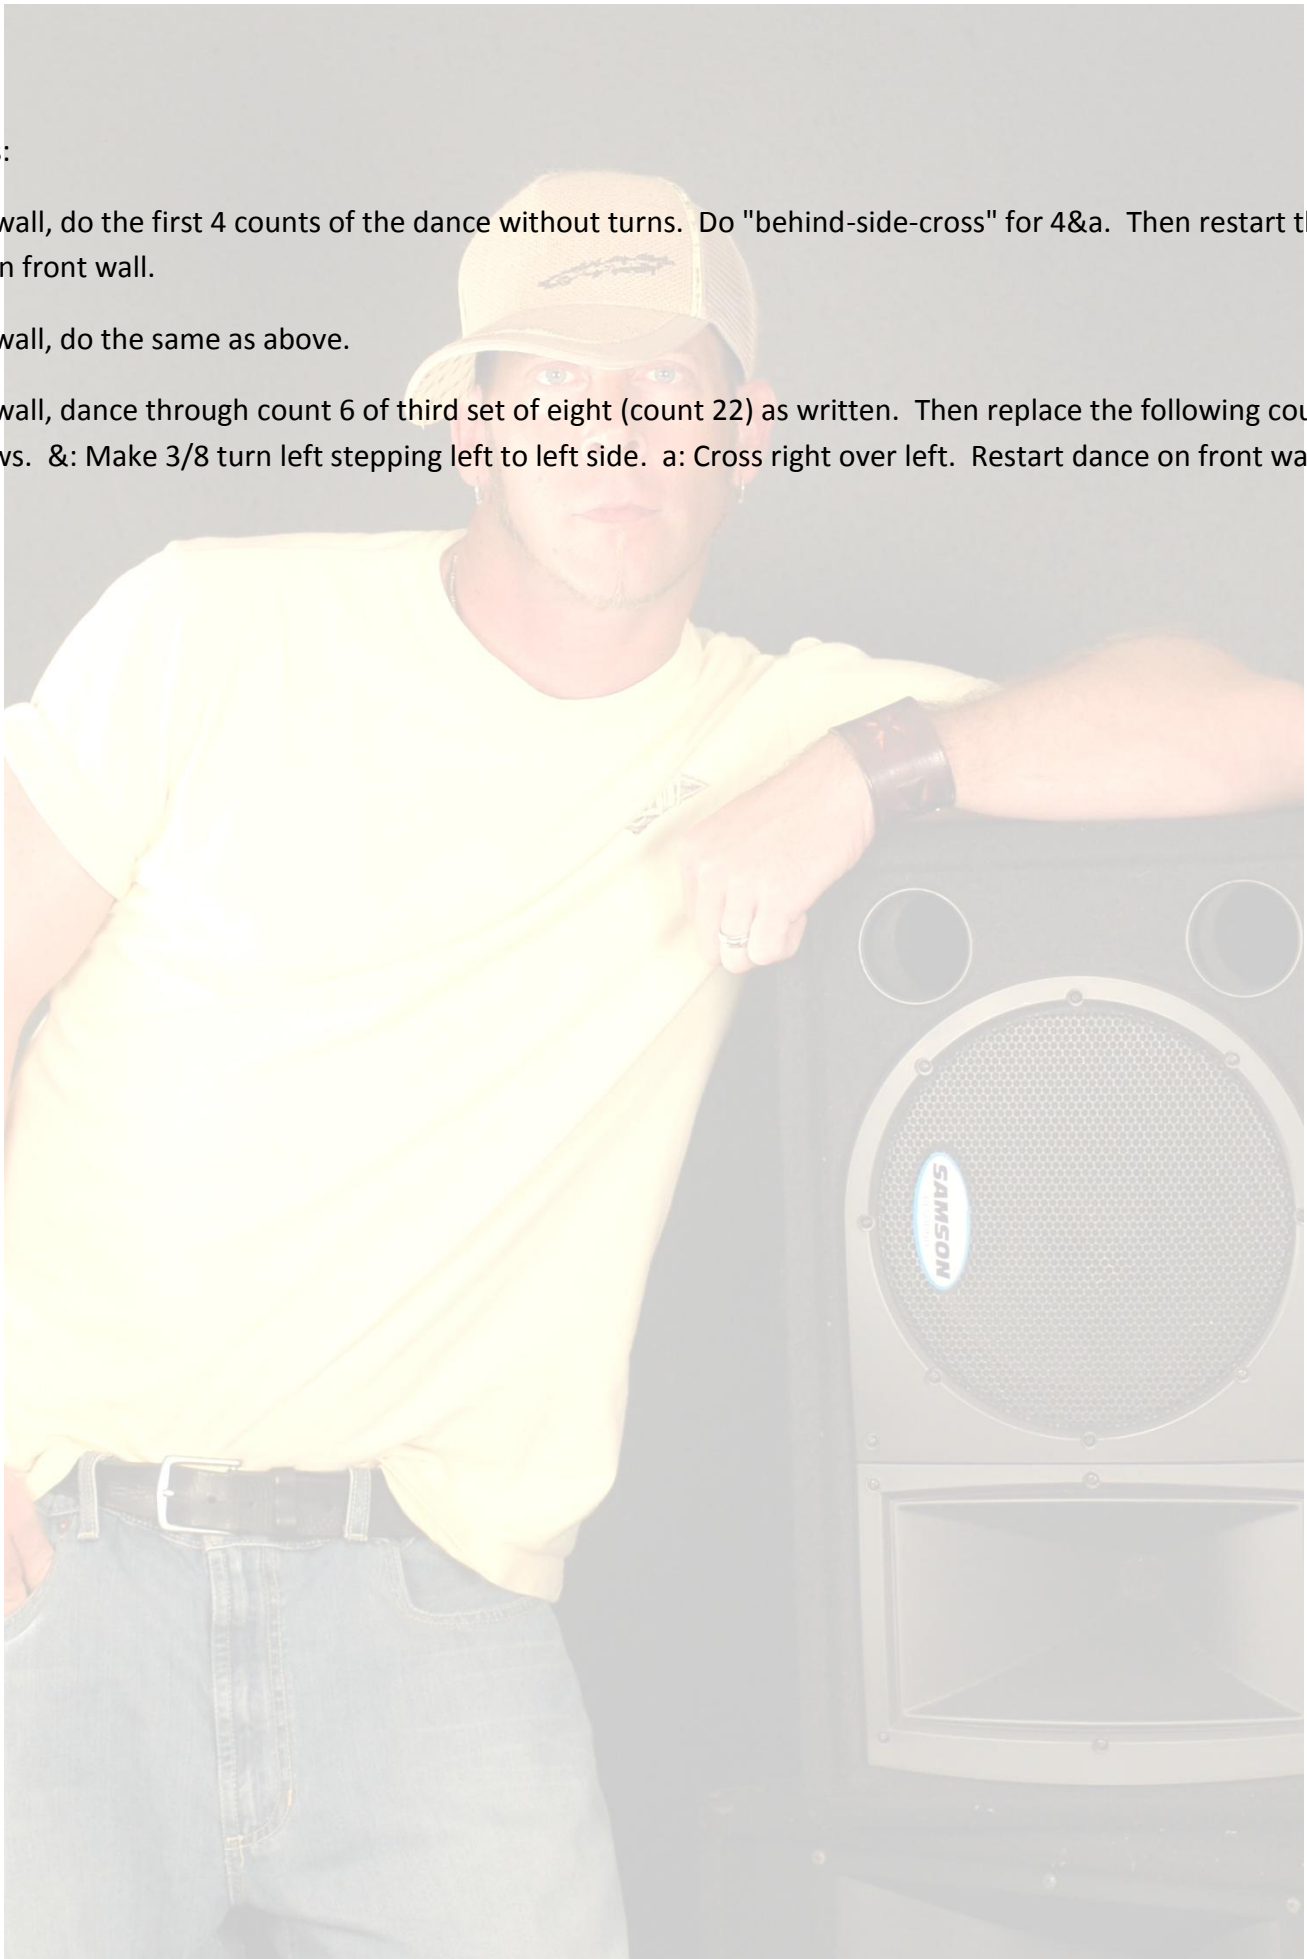 s:
wall, do the first 4 counts of the dance without turns.  Do "behind-side-cross" for 4&a.  Then restart t
n front wall.
wall, do the same as above.
wall, dance through count 6 of third set of eight (count 22) as written.  Then replace the following cou
ws.  &: Make 3/8 turn left stepping left to left side.  a: Cross right over left.  Restart dance on front wa
SAMSON